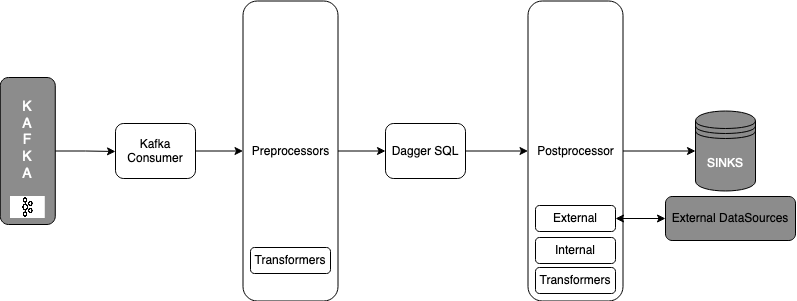 K
A
F
K
A
Kafka
Consumer
Preprocessors
Transformers
Dagger SQL
Postprocessor
External
Internal
Transformers
SINKS
External DataSources